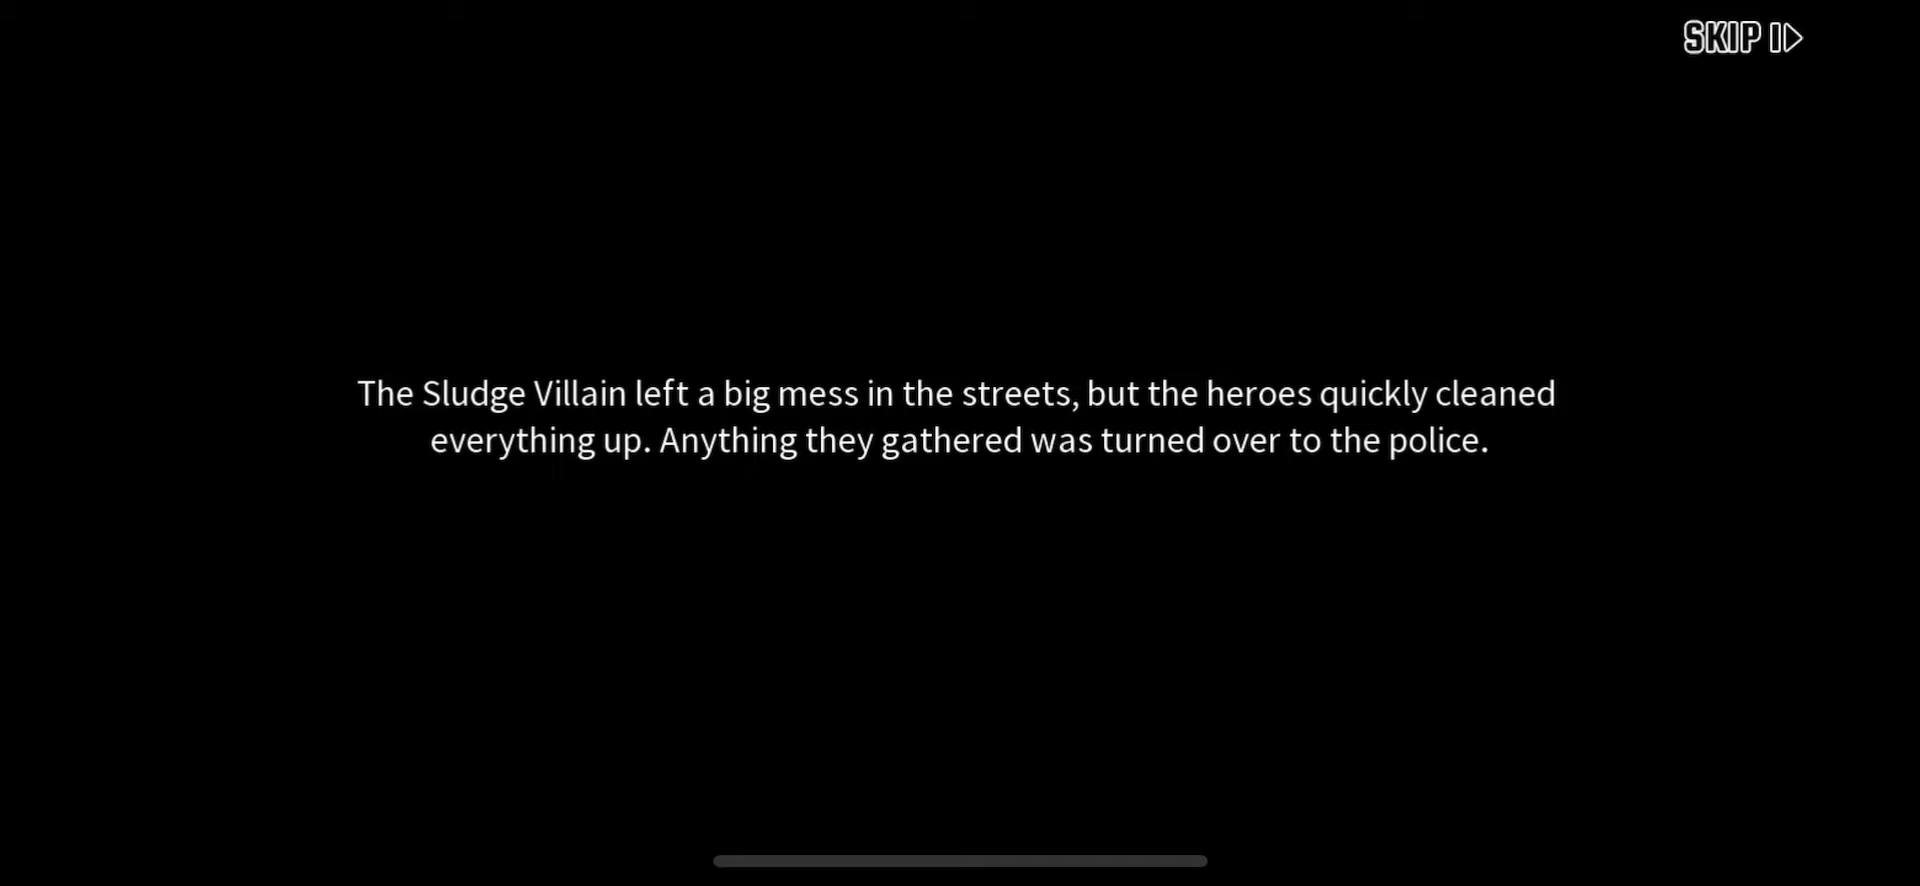 SKIP
The Sludge Villain left a big mess in the streets, but the heroes quickly cleaned
everything up. Anything they gathered was turned over to the police.